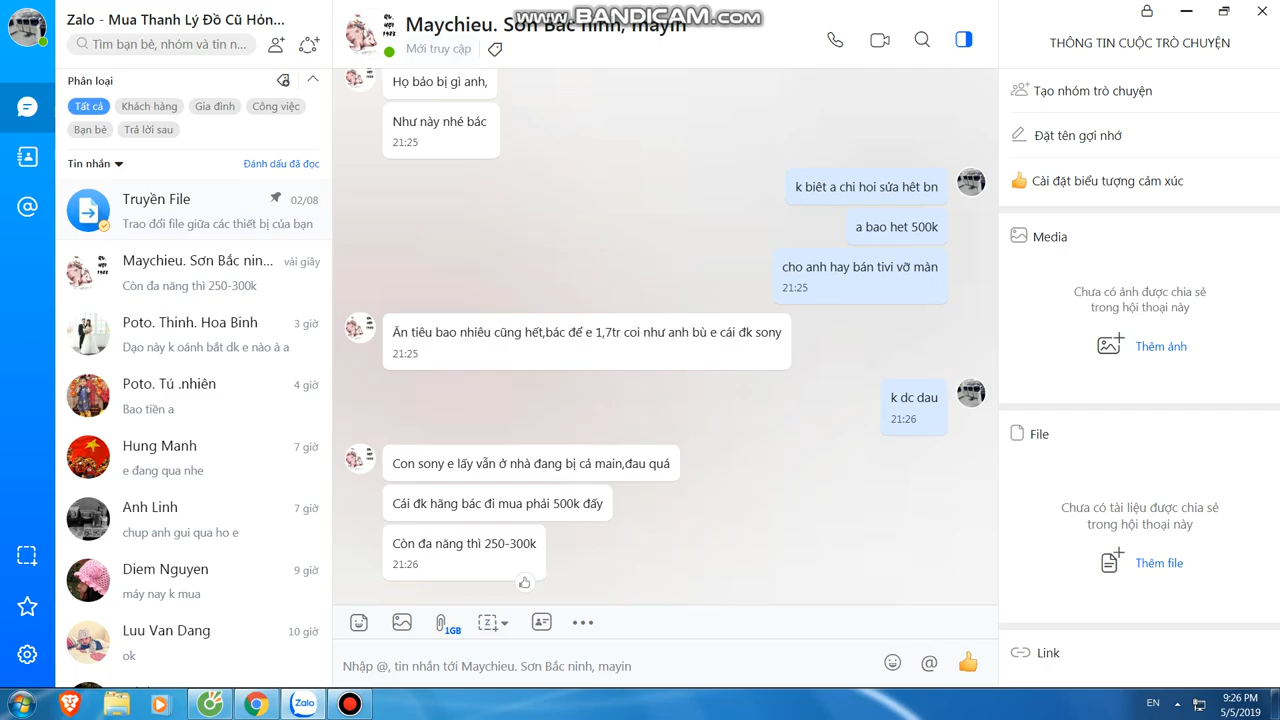 www.BANDICAM.com
Zalo - Mua Thanh Lý Đồ Cũ Hỏn...
Tìm bạn bè, nhóm và tin n...
Phân loại
Tất cả
Khách hàng
Gia đình
Công việc
Bạn bè
Trả lời sau
Tin nhắn
Đánh dấu đã đọc
Truyền File
02/08
Trao đổi file giữa các thiết bị của bạn
Maychieu. Sơn Bắc nin...
vài giây
Còn đa năng thì 250-300k
Poto. Thinh. Hoa Binh
3 giờ
Dạo này k oánh bắt dk e nào à a
Poto. Tú .nhiên
4 giờ
Bao tiền a
Hung Manh
7 giờ
e đang qua nhe
Anh Linh
7 giờ
chup anh gui qua ho e
Diem Nguyen
9 giờ
máy nay k mua
Luu Van Dang
10 giờ
ok
Maychieu. Sơn Bắc ninh, mayin
Mới truy cập
Họ bảo bị gì anh,
Như này nhé bác
21:25
k biêt a chi hoi sửa hêt bn
a bao het 500k
cho anh hay bán tivi vỡ màn
21:25
Ăn tiêu bao nhiêu cũng hết,bác để e 1,7tr coi như anh bù e cái đk sony
21:25
k dc dau
21:26
Con sony e lấy vẫn ở nhà đang bị cả main,đau quá
Cái đk hãng bác đi mua phải 500k đấy
Còn đa năng thì 250-300k
21:26
1GB
Nhập @, tin nhắn tới Maychieu. Sơn Bắc ninh, mayin
THÔNG TIN CUỘC TRÒ CHUYỆN
Tạo nhóm trò chuyện
Đặt tên gợi nhớ
Cài đặt biểu tượng cảm xúc
Media
Chưa có ảnh được chia sẻ
trong hội thoại này
Thêm ảnh
File
Chưa có tài liệu được chia sẻ
trong hội thoại này
Thêm file
Link
Zalo
EN
9:26 PM
5/5/2019